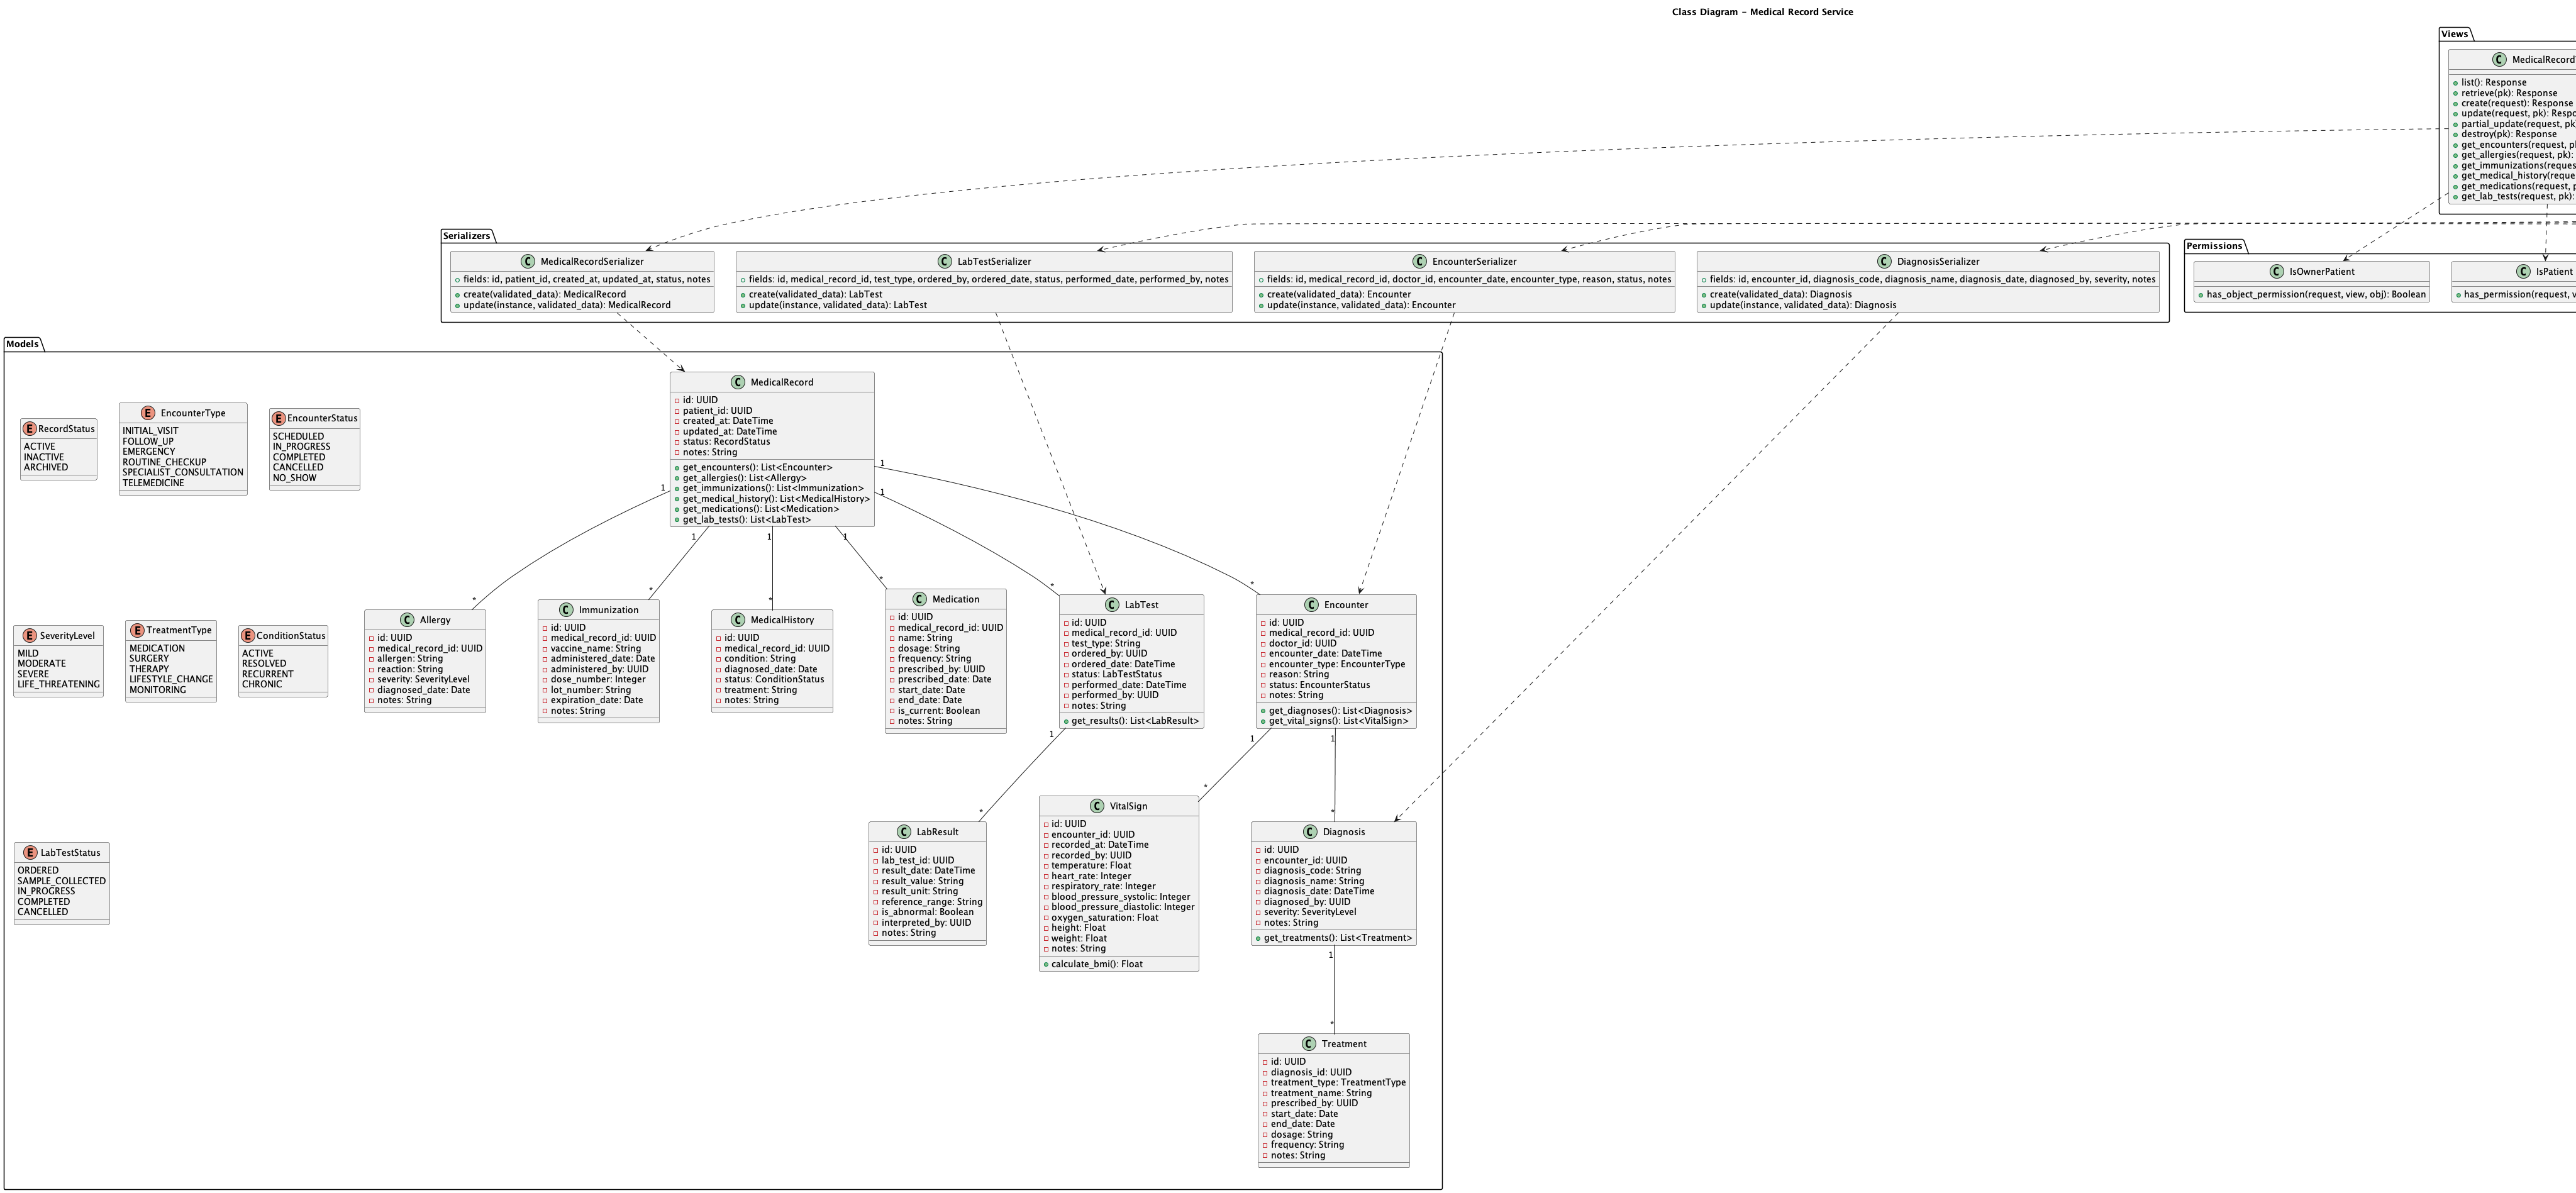 Class Diagram - Medical Record Service
Views
MedicalRecord
list(): Response
retrieve(pk): Response
create(request): Response
update(request, pk):
partial_update(request, pk
destroy(pk): Response
get_encounters(request,
get_allergies(request, pk):
get_immunizations(
get_medical_history(
get_medications(request,
get_lab_tests(request, pk):
Serializers
MedicalRecordSerializer
fields: id, patient_id, created_at, updated_at, status, notes
create(validated_data): MedicalRecord
update(instance, validated_data): MedicalRecord
LabTestSerializer
fields: id, medical_record_id, test_type, ordered_by, ordered_date, status, performed_date, performed_by, notes
create(validated_data): LabTest
update(instance, validated_data): LabTest
EncounterSerializer
fields: id, medical_record_id, doctor_id, encounter_date, encounter_type, reason, status, notes
create(validated_data): Encounter
update(instance, validated_data): Encounter
DiagnosisSerializer
fields: id, encounter_id, diagnosis_code, diagnosis_name, diagnosis_date, diagnosed_by, severity, notes
create(validated_data): Diagnosis
update(instance, validated_data): Diagnosis
Permissions
IsOwnerPatient
has_object_permission(request, view, obj): Boolean
IsPatient
has_permission(request,
Models
RecordStatus
ACTIVE
INACTIVE
ARCHIVED
EncounterType
INITIAL_VISIT
FOLLOW_UP
EMERGENCY
ROUTINE_CHECKUP
SPECIALIST_CONSULTATION
TELEMEDICINE
EncounterStatus
SCHEDULED
IN_PROGRESS
COMPLETED
CANCELLED
NO_SHOW
MedicalRecord
id: UUID
patient_id: UUID
created_at: DateTime
updated_at: DateTime
status: RecordStatus
notes: String
get_encounters(): List<Encounter>
get_allergies(): List<Allergy>
get_immunizations(): List<Immunization>
get_medical_history(): List<MedicalHistory>
get_medications(): List<Medication>
get_lab_tests(): List<LabTest>
1
1
1
1
1
1
*
*
*
*
*
*
SeverityLevel
MILD
MODERATE
SEVERE
LIFE_THREATENING
TreatmentType
MEDICATION
SURGERY
THERAPY
LIFESTYLE_CHANGE
MONITORING
ConditionStatus
ACTIVE
RESOLVED
RECURRENT
CHRONIC
Allergy
id: UUID
medical_record_id: UUID
allergen: String
reaction: String
severity: SeverityLevel
diagnosed_date: Date
notes: String
Immunization
id: UUID
medical_record_id: UUID
vaccine_name: String
administered_date: Date
administered_by: UUID
dose_number: Integer
lot_number: String
expiration_date: Date
notes: String
MedicalHistory
id: UUID
medical_record_id: UUID
condition: String
diagnosed_date: Date
status: ConditionStatus
treatment: String
notes: String
Medication
id: UUID
medical_record_id: UUID
name: String
dosage: String
frequency: String
prescribed_by: UUID
prescribed_date: Date
start_date: Date
end_date: Date
is_current: Boolean
notes: String
LabTest
id: UUID
medical_record_id: UUID
test_type: String
ordered_by: UUID
ordered_date: DateTime
status: LabTestStatus
performed_date: DateTime
performed_by: UUID
notes: String
get_results(): List<LabResult>
Encounter
id: UUID
medical_record_id: UUID
doctor_id: UUID
encounter_date: DateTime
encounter_type: EncounterType
reason: String
status: EncounterStatus
notes: String
get_diagnoses(): List<Diagnosis>
get_vital_signs(): List<VitalSign>
1
1
1
*
*
*
LabTestStatus
ORDERED
SAMPLE_COLLECTED
IN_PROGRESS
COMPLETED
CANCELLED
LabResult
id: UUID
lab_test_id: UUID
result_date: DateTime
result_value: String
result_unit: String
reference_range: String
is_abnormal: Boolean
interpreted_by: UUID
notes: String
VitalSign
id: UUID
encounter_id: UUID
recorded_at: DateTime
recorded_by: UUID
temperature: Float
heart_rate: Integer
respiratory_rate: Integer
blood_pressure_systolic: Integer
blood_pressure_diastolic: Integer
oxygen_saturation: Float
height: Float
weight: Float
notes: String
calculate_bmi(): Float
Diagnosis
id: UUID
encounter_id: UUID
diagnosis_code: String
diagnosis_name: String
diagnosis_date: DateTime
diagnosed_by: UUID
severity: SeverityLevel
notes: String
get_treatments(): List<Treatment>
1
*
Treatment
id: UUID
diagnosis_id: UUID
treatment_type: TreatmentType
treatment_name: String
prescribed_by: UUID
start_date: Date
end_date: Date
dosage: String
frequency: String
notes: String